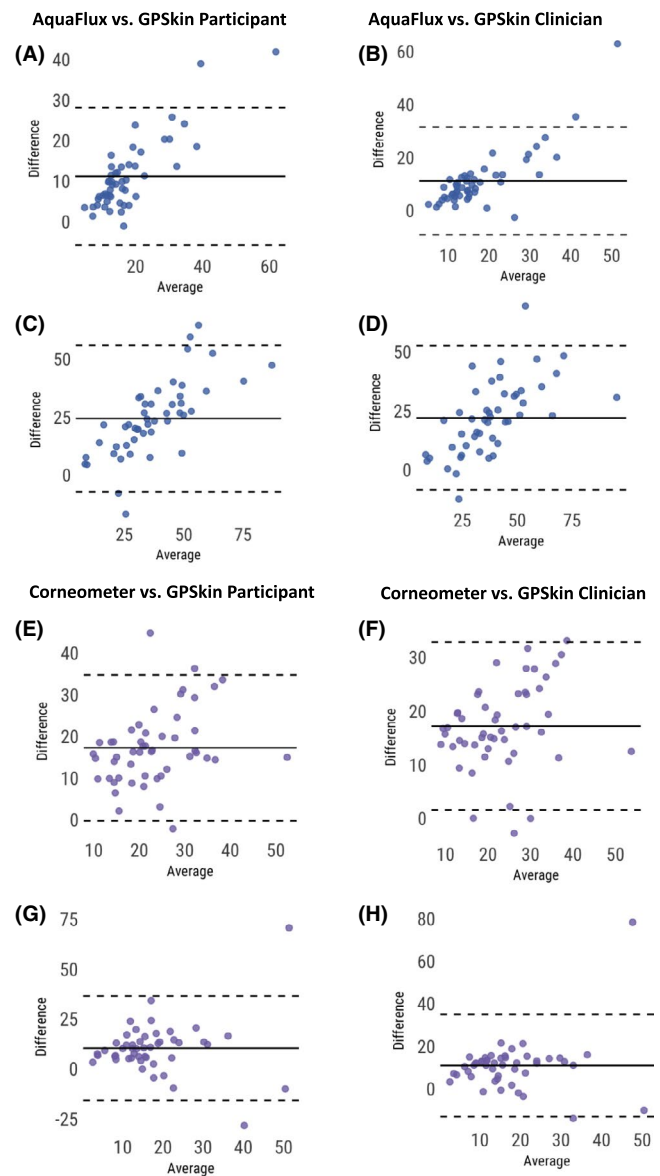 AquaFlux vs. GPSkin Participant
AquaFlux vs. GPSkin Clinician
(A)
40
30
20
10
0
Difference
20 40 60
Average
(B)
60
40
20
0
Difference
10 20 30 40 50
Average
(C)
50
25
0
Difference
25 50 75
Average
(D)
50
25
0
Difference
25 50 75
Average
Corneometer vs. GPSkin Participant
Corneometer vs. GPSkin Clinician
(E)
40
30
20
10
0
Difference
10 20 30 40 50
Average
(F)
30
20
10
0
Difference
10 20 30 40 50
Average
(G)
75
50
25
0
-25
Difference
10 20 30 40 50
Average
(H)
80
60
40
20
0
Difference
10 20 30 40 50
Average